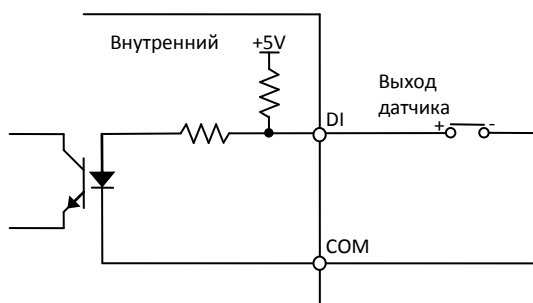 Внутренний
+5V
Выход
датчика
DI
+ -
COM